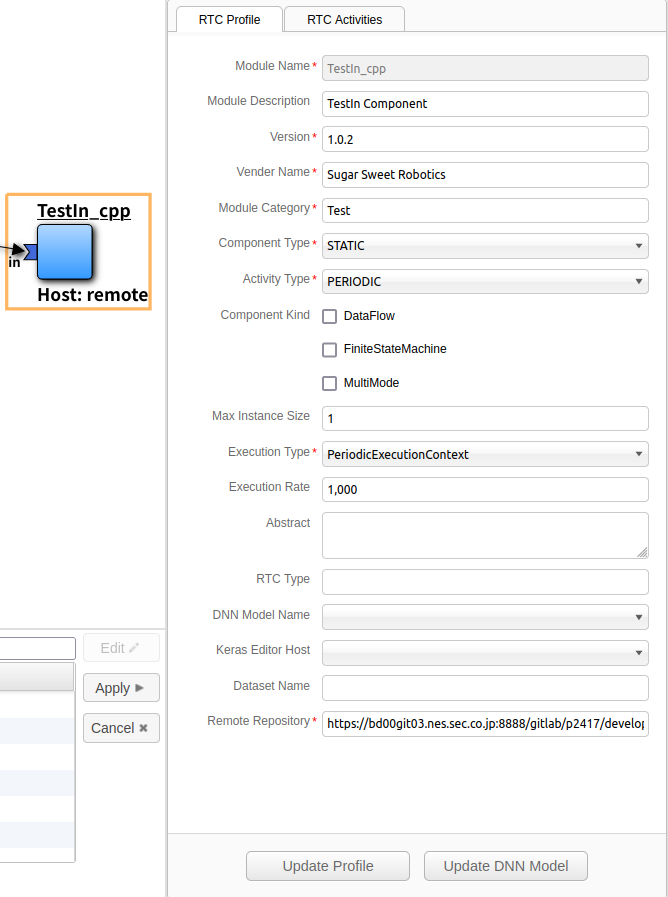 RTC Profile
RTC Activities
Module Name* TestIn_cpp
Module Description TestIn Component
Version* 1.0.2
Vender Name* Sugar Sweet Robotics
Module Category* Test
Component Type* STATIC
Activity Type* PERIODIC
Component Kind DataFlow
FiniteStateMachine
MultiMode
Max Instance Size 1
Execution Type* PeriodicExecutionContext
Execution Rate 1,000
Abstract
RTC Type
DNN Model Name
Keras Editor Host
Dataset Name
Remote Repository* https://bd00git03.nes.sec.co.jp:8888/gitlab/p2417/develop
Update Profile
Update DNN Model
TestIn_cpp
in
Host: remote
Edit
Apply
Cancel